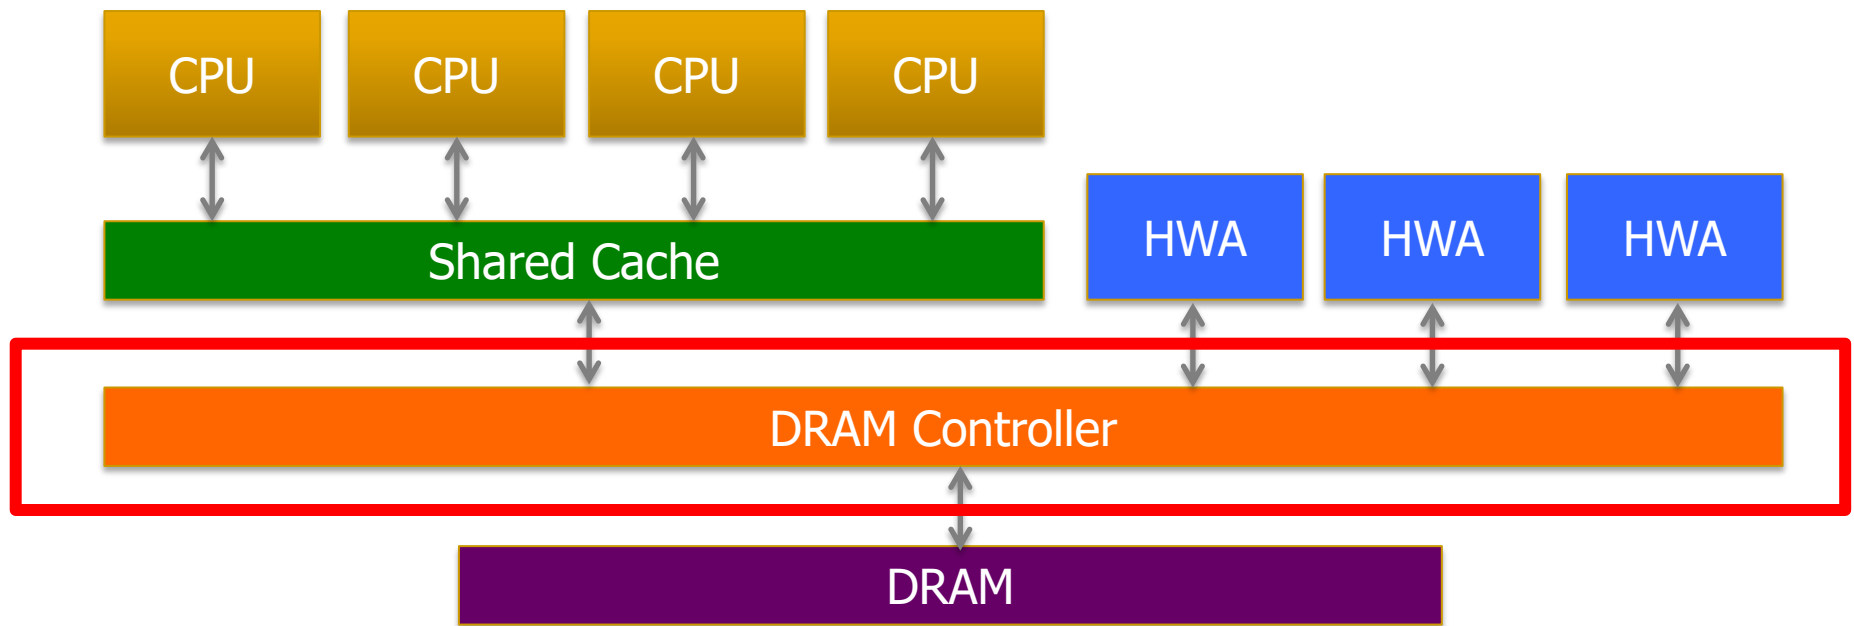 CPU
CPU
CPU
CPU
HWA
HWA
HWA
Shared Cache
DRAM Controller
DRAM